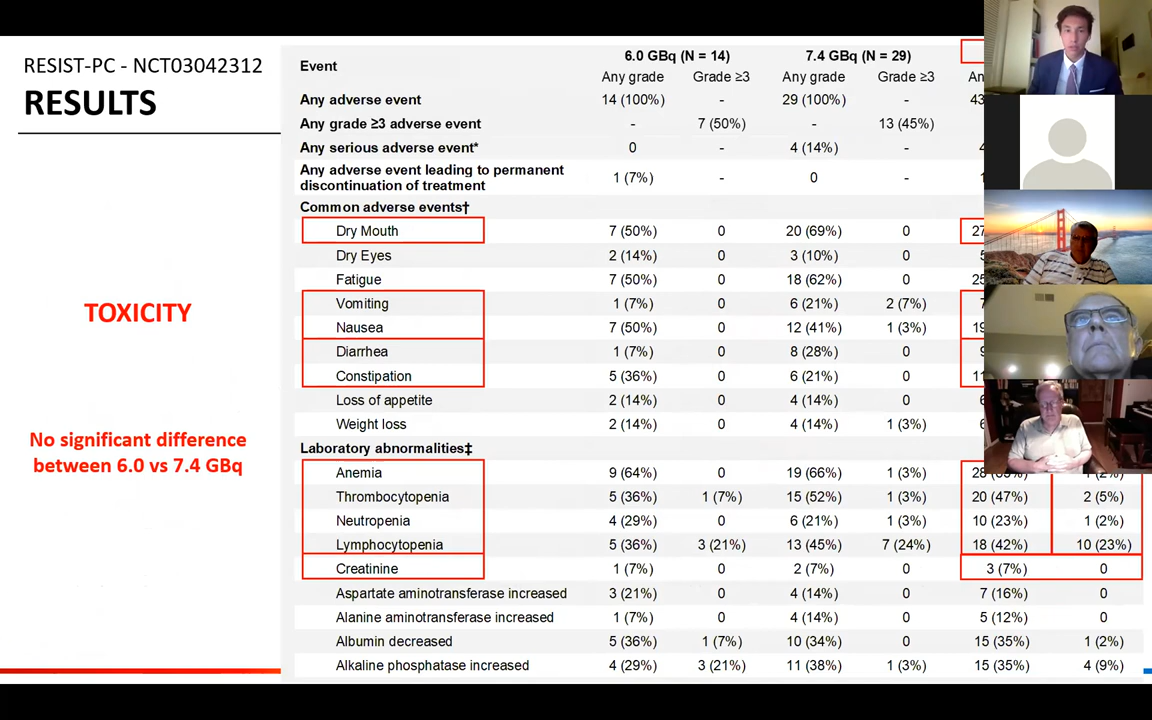 RESIST-PC - NCT03042312
RESULTS
TOXICITY
No significant difference
between 6.0 vs 7.4 GBq
6.0 GBq (N = 14) 7.4 GBq (N = 29)
Event Any grade Grade ≥3 Any grade Grade ≥3
Any adverse event 14 (100%) - 29 (100%) - 43
Any grade ≥3 adverse event - 7 (50%) - 13 (45%)
Any serious adverse event* 0 - 4 (14%) -
Any adverse event leading to permanent
discontinuation of treatment 1 (7%) - 0 -
Common adverse events†
Dry Mouth 7 (50%) 0 20 (69%) 0 27
Dry Eyes 2 (14%) 0 3 (10%) 0
Fatigue 7 (50%) 0 18 (62%) 0 25
Vomiting 1 (7%) 0 6 (21%) 2 (7%)
Nausea 7 (50%) 0 12 (41%) 1 (3%) 19
Diarrhea 1 (7%) 0 8 (28%) 0
Constipation 5 (36%) 0 6 (21%) 0 11
Loss of appetite 2 (14%) 0 4 (14%) 0
Weight loss 2 (14%) 0 4 (14%) 1 (3%)
Laboratory abnormalities‡
Anemia 9 (64%) 0 19 (66%) 1 (3%) 28
Thrombocytopenia 5 (36%) 1 (7%) 15 (52%) 1 (3%) 20 (47%) 2 (5%)
Neutropenia 4 (29%) 0 6 (21%) 1 (3%) 10 (23%) 1 (2%)
Lymphocytopenia 5 (36%) 3 (21%) 13 (45%) 7 (24%) 18 (42%) 10 (23%)
Creatinine 1 (7%) 0 2 (7%) 0 3 (7%) 0
Aspartate aminotransferase increased 3 (21%) 0 4 (14%) 0 7 (16%) 0
Alanine aminotransferase increased 1 (7%) 0 4 (14%) 0 5 (12%) 0
Albumin decreased 5 (36%) 1 (7%) 10 (34%) 0 15 (35%) 1 (2%)
Alkaline phosphatase increased 4 (29%) 3 (21%) 11 (38%) 1 (3%) 15 (35%) 4 (9%)